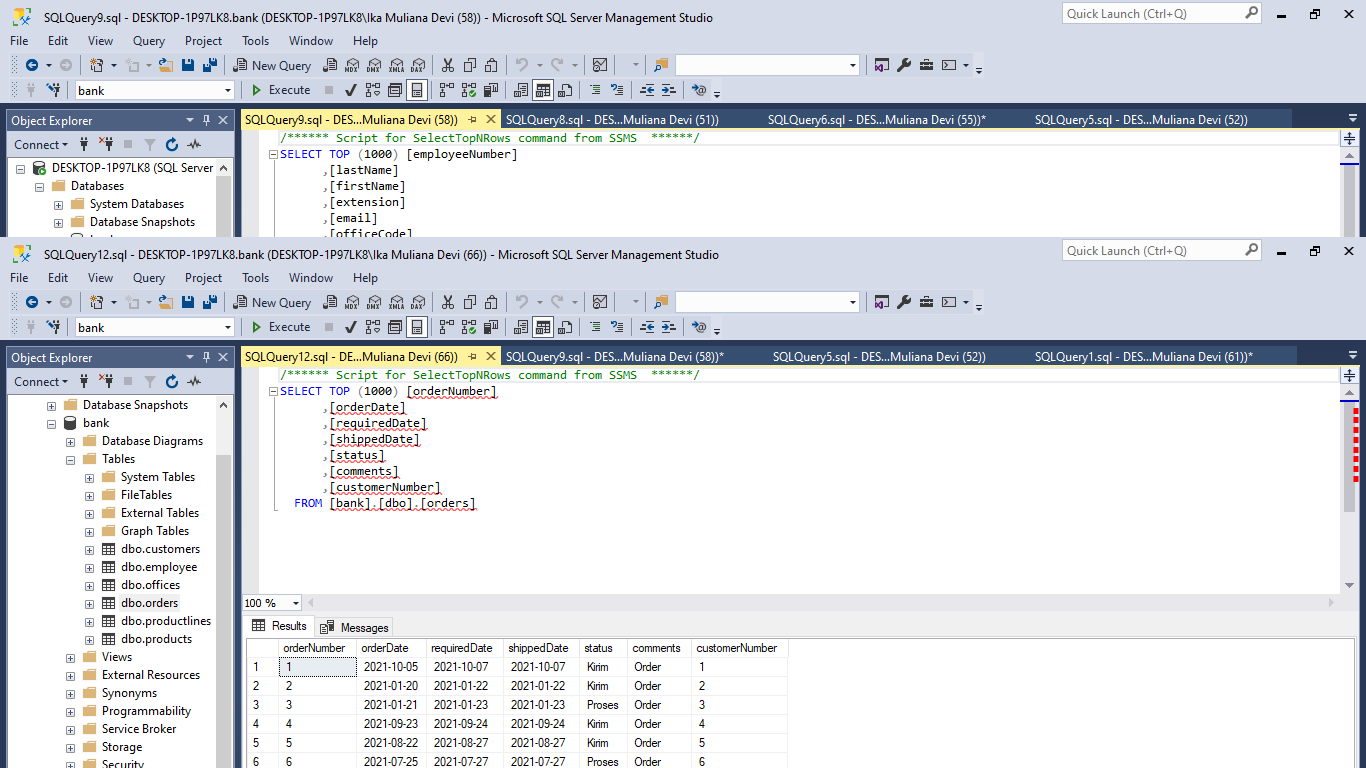 SQLQuery9.sql - DESKTOP-1P97LK8.bank (DESKTOP-1P97LK8\Ika Muliana Devi (58)) - Microsoft SQL Server Management Studio
Quick Launch (Ctrl+Q)
File Edit View Query Project Tools Window Help
New Query MDX DMX XMLA DAX
bank Execute
Object Explorer
SQLQuery9.sql - DES...Muliana Devi (58)) SQLQuery8.sql - DES...Muliana Devi (51)) SQLQuery6.sql - DES...Muliana Devi (55))* SQLQuery5.sql - DES...Muliana Devi (52))
Connect
DESKTOP-1P97LK8 (SQL Server
Databases
System Databases
Database Snapshots
/****** Script for SelectTopNRows command from SSMS ******/
SELECT TOP (1000) [employeeNumber]
,[lastName]
,[firstName]
,[extension]
,[email]
,[officeCode]
SQLQuery12.sql - DESKTOP-1P97LK8.bank (DESKTOP-1P97LK8\Ika Muliana Devi (66)) - Microsoft SQL Server Management Studio
Quick Launch (Ctrl+Q)
File Edit View Query Project Tools Window Help
New Query MDX DMX XMLA DAX
bank Execute
Object Explorer
SQLQuery12.sql - DE...Muliana Devi (66)) SQLQuery9.sql - DES...Muliana Devi (58))* SQLQuery5.sql - DES...Muliana Devi (52)) SQLQuery1.sql - DES...Muliana Devi (61))*
Connect
Database Snapshots
bank
Database Diagrams
Tables
System Tables
FileTables
External Tables
Graph Tables
dbo.customers
dbo.employee
dbo.offices
dbo.orders
dbo.productlines
dbo.products
Views
External Resources
Synonyms
Programmability
Service Broker
Storage
Security
/****** Script for SelectTopNRows command from SSMS ******/
SELECT TOP (1000) [orderNumber]
,[orderDate]
,[requiredDate]
,[shippedDate]
,[status]
,[comments]
,[customerNumber]
FROM [bank].[dbo].[orders]
100 %
Results Messages
orderNumber orderDate requiredDate shippedDate status comments customerNumber
1 1 2021-10-05 2021-10-07 2021-10-07 Kirim Order 1
2 2 2021-01-20 2021-01-22 2021-01-22 Kirim Order 2
3 3 2021-01-21 2021-01-23 2021-01-23 Proses Order 3
4 4 2021-09-23 2021-09-24 2021-09-24 Kirim Order 4
5 5 2021-08-22 2021-08-27 2021-08-27 Kirim Order 5
6 6 2021-07-25 2021-07-27 2021-07-27 Proses Order 6